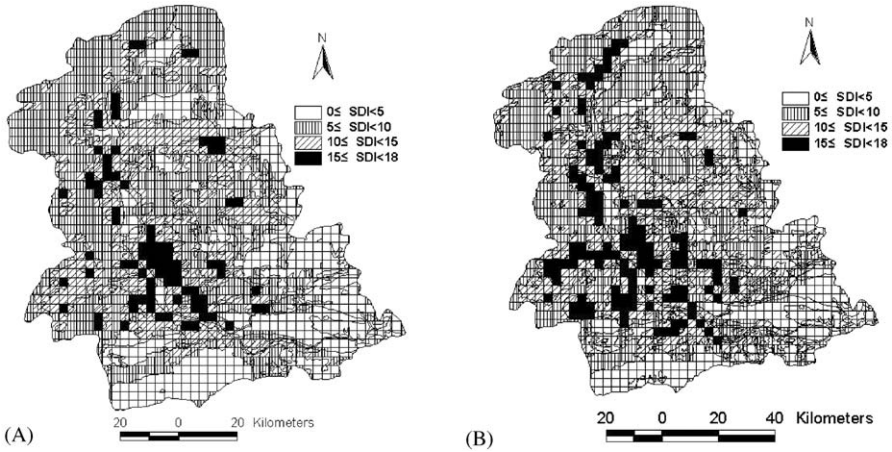 N
0≤ SDI<5
5≤ SDI<10
10≤ SDI<15
15≤ SDI<18
(A)
20 0 20 Kilometers
N
0≤ SDI<5
5≤ SDI<10
10≤ SDI<15
15≤ SDI<18
(B)
20 0 20 40 Kilometers